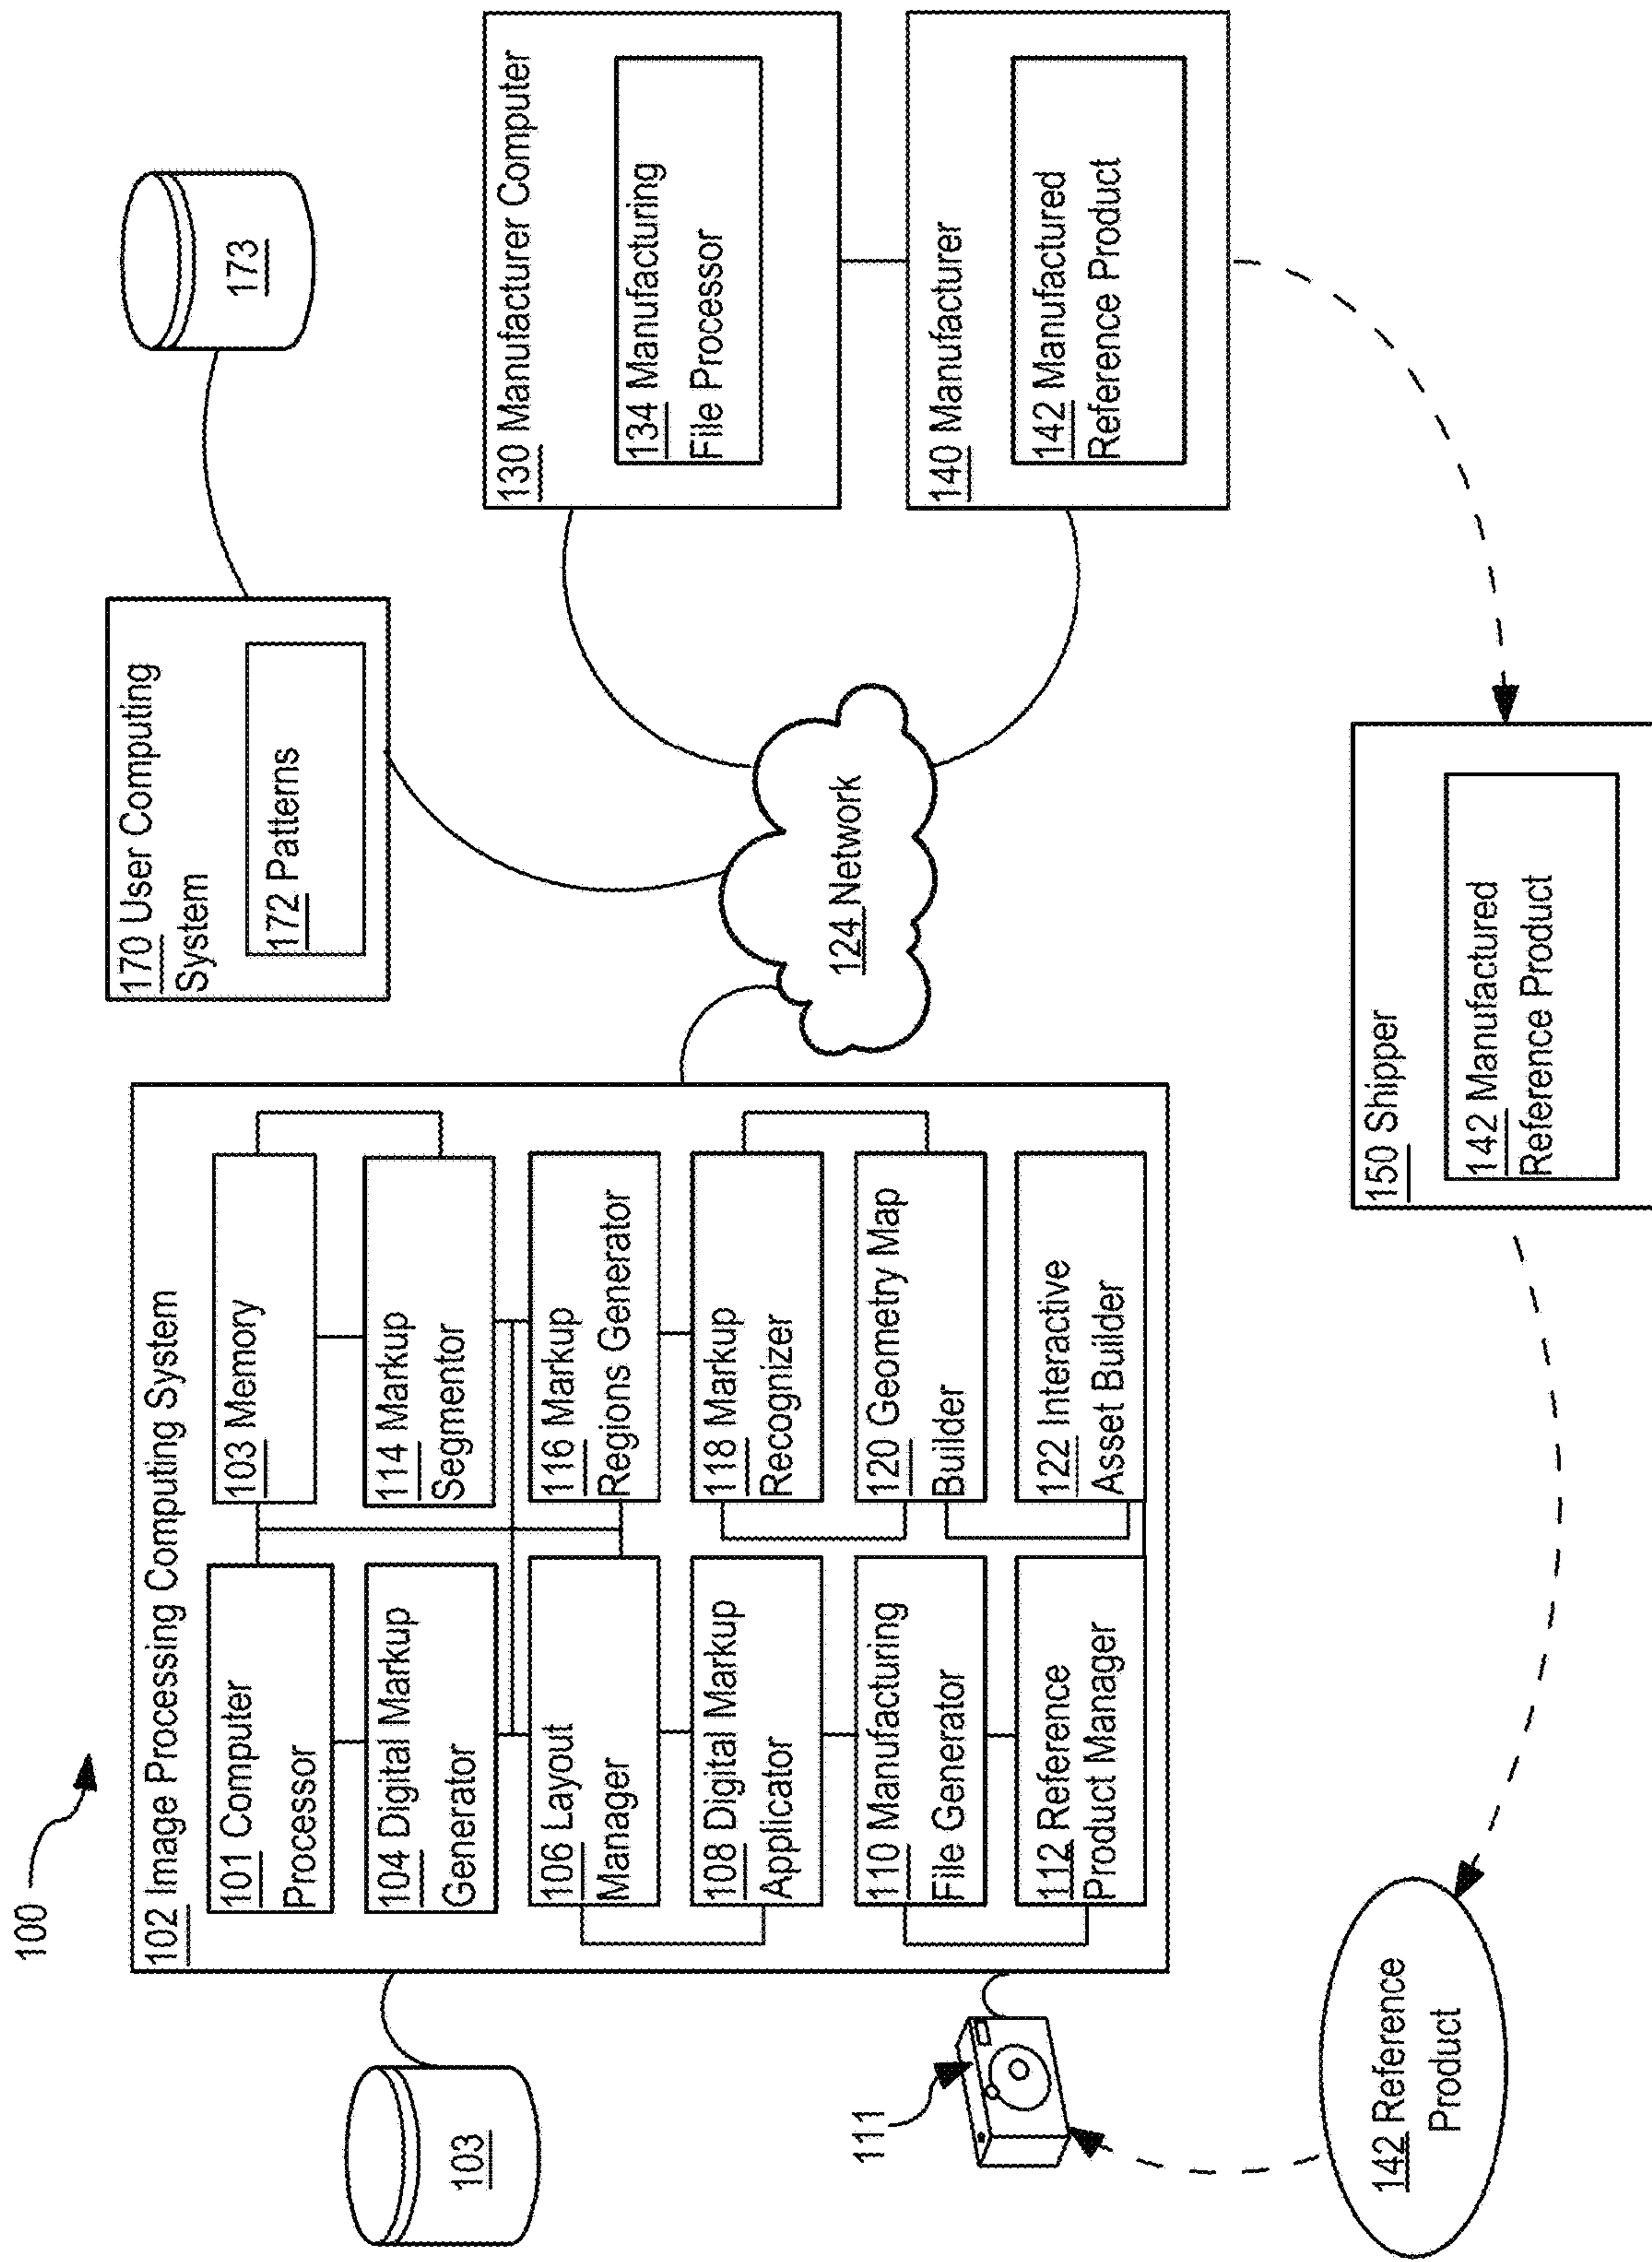 100
102 Image Processing Computing System
101 Computer
Processor
103 Memory
104 Digital Markup
Generator
114 Markup
Segmentor
106 Layout
Manager
116 Markup
Regions Generator
108 Digital Markup
Applicator
118 Markup
Recognizer
110 Manufacturing
File Generator
120 Geometry Map
Builder
112 Reference
Product Manager
122 Interactive
Asset Builder
103
111
142 Reference
Product
170 User Computing
System
172 Patterns
173
124 Network
130 Manufacturer Computer
134 Manufacturing
File Processor
140 Manufacturer
142 Manufactured
Reference Product
150 Shipper
142 Manufactured
Reference Product